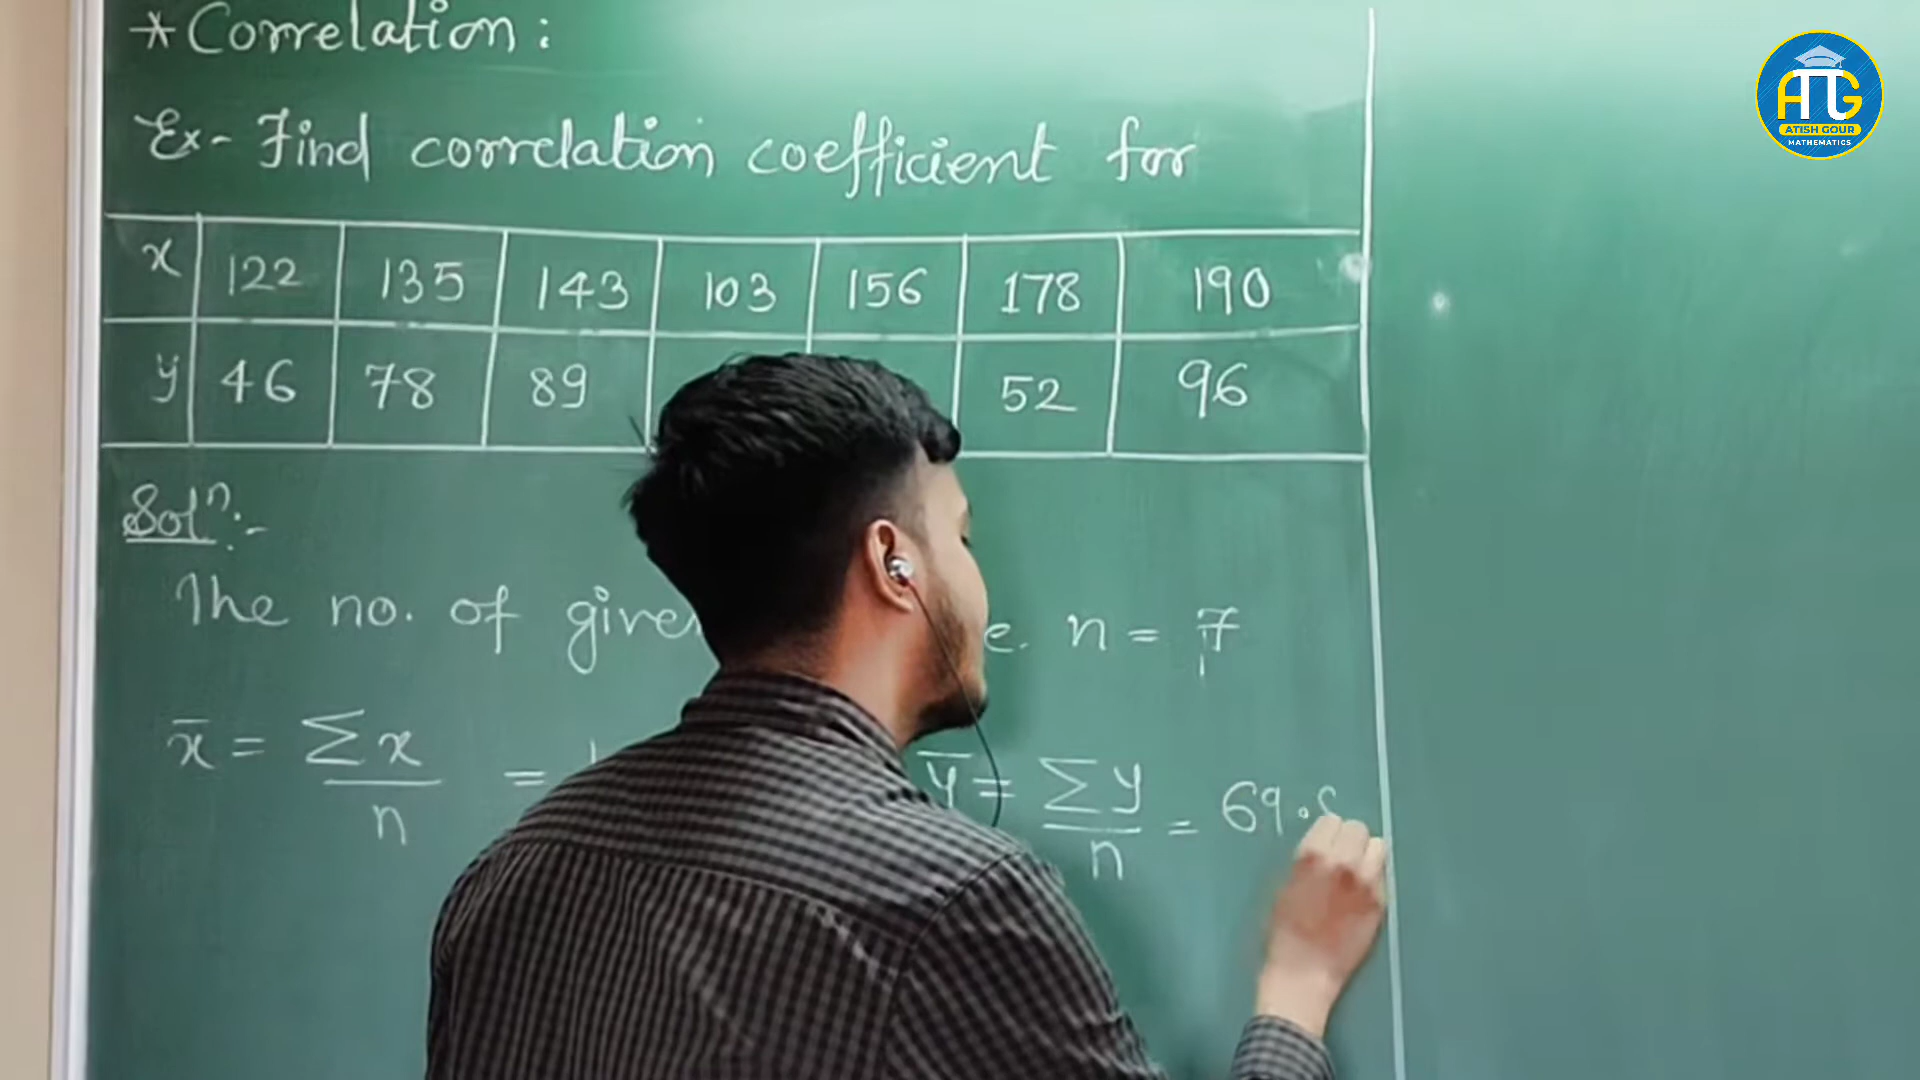 * Correlation :
Ex- Find correlation coefficient for
x 122 135 143 103 156 178 190
y 46 78 89 52 96
Solⁿ:-
The no. of n = 7
x̄ = Σx / n = ȳ = Σy / n = 69.
ATG
ATISH GOUR
MATHEMATICS